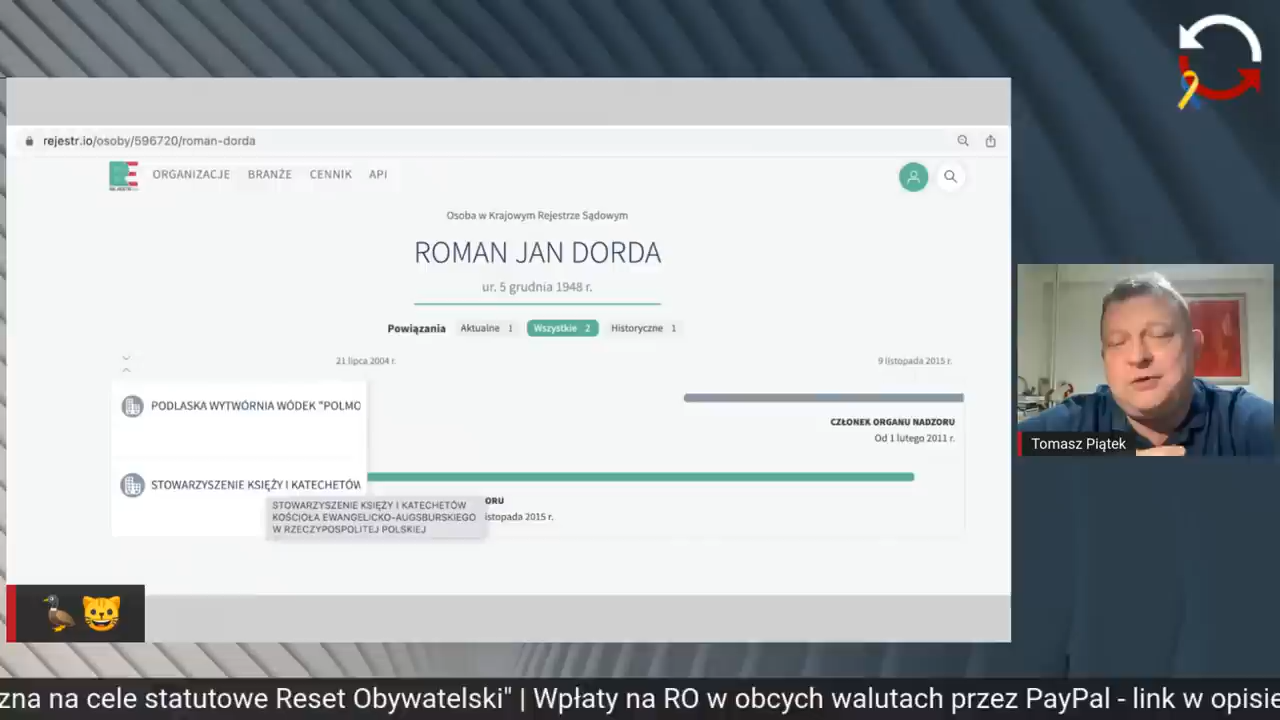 rejestr.io/osoby/596720/roman-dorda
ORGANIZACJE BRANŻE CENNIK API
Osoba w Krajowym Rejestrze Sądowym
ROMAN JAN DORDA
ur. 5 grudnia 1948 r.
Powiązania Aktualne 1 Wszystkie 2 Historyczne 1
21 lipca 2004 r. 9 listopada 2015 r.
PODLASKA WYTWÓRNIA WÓDEK "POLMO
CZŁONEK ORGANU NADZORU
Od 1 lutego 2011 r.
STOWARZYSZENIE KSIĘŻY I KATECHETÓW
STOWARZYSZENIE KSIĘŻY I KATECHETÓW
KOŚCIOŁA EWANGELICKO-AUGSBURSKIEGO
W RZECZYPOSPOLITEJ POLSKIEJ
ORU
istopada 2015 r.
Tomasz Piątek
zna na cele statutowe Reset Obywatelski" | Wpłaty na RO w obcych walutach przez PayPal - link w opisie